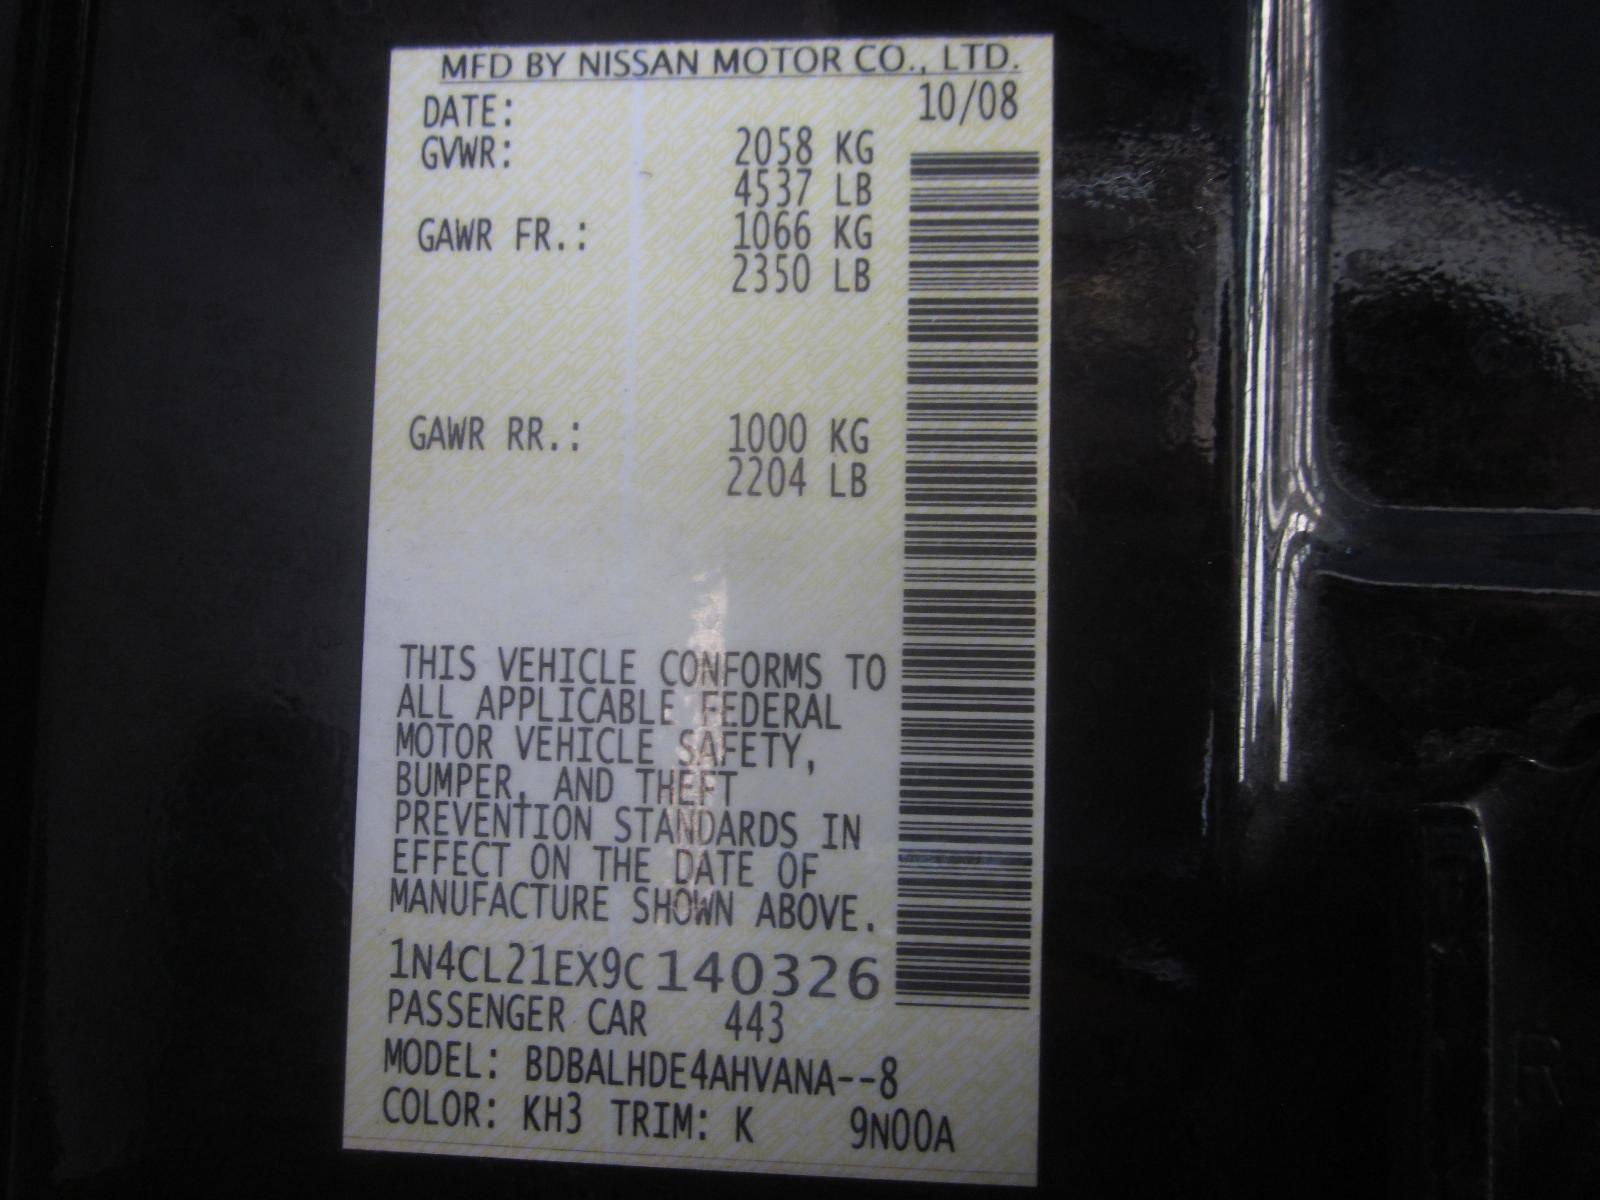 MFD BY NISSAN MOTOR CO., LTD.
DATE: 10/08
GVWR: 2058 KG
4537 LB
GAWR FR.: 1066 KG
2350 LB
GAWR RR.: 1000 KG
2204 LB
THIS VEHICLE CONFORMS TO
ALL APPLICABLE FEDERAL
MOTOR VEHICLE SAFETY,
BUMPER, AND THEFT
PREVENTION STANDARDS IN
EFFECT ON THE DATE OF
MANUFACTURE SHOWN ABOVE.
1N4CL21EX9C140326
PASSENGER CAR 443
MODEL: BDBALHDE4AHVANA--8
COLOR: KH3 TRIM: K 9N00A
R